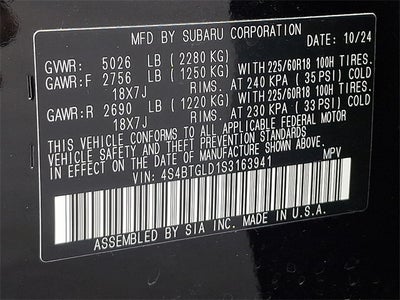 MFD BY SUBARU CORPORATION DATE: 10/24
GVWR: 5026 LB (2280 KG)
GAWR:F 2756 LB (1250 KG) WITH 225/60R18 100H TIRES.
18X7J RIMS. AT 240 KPA (35 PSI) COLD
GAWR:R 2690 LB (1220 KG) WITH 225/60R18 100H TIRES.
18X7J RIMS. AT 230 KPA (33 PSI) COLD
THIS VEHICLE CONFORMS TO ALL APPLICABLE FEDERAL MOTOR
VEHICLE SAFETY AND THEFT PREVENTION STANDARDS
IN EFFECT ON THE DATE OF MANUFACTURE SHOWN ABOVE.
VIN: 4S4BTGLD1S3163941 MPV
ASSEMBLED BY SIA INC. MADE IN U.S.A.